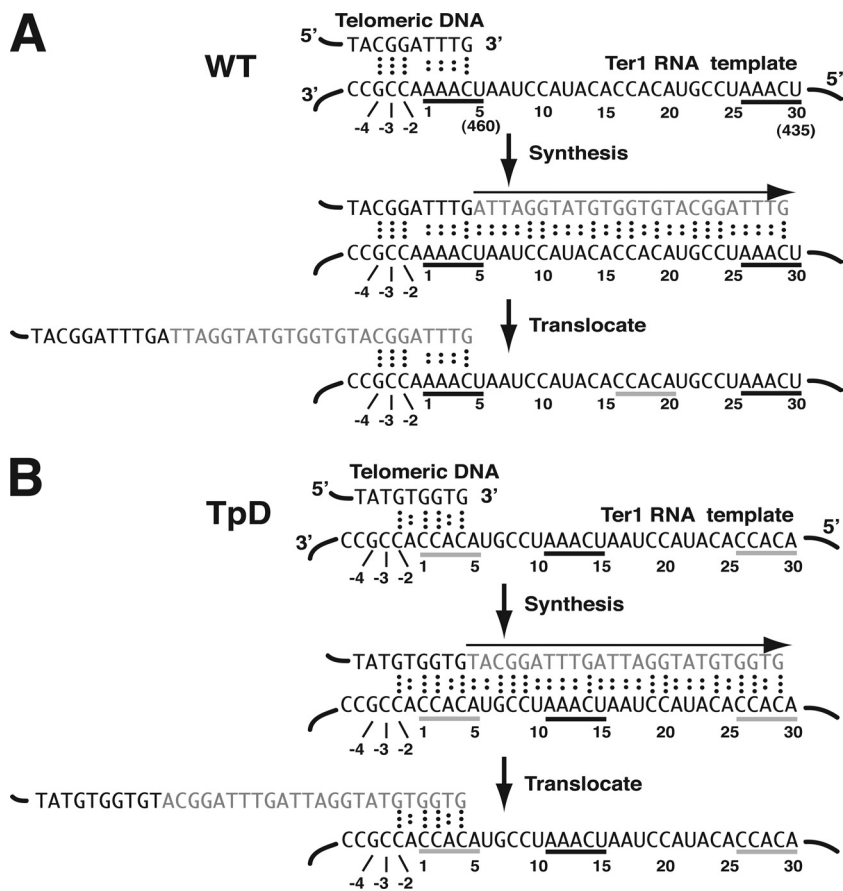 A
WT
Telomeric DNA
5’ TACGGATTTG 3’
Ter1 RNA template
3’ CCGCCAAAACUAAUCCAUACACCACAUGCCUAAACU 5’
-4 -3 -2 1 5 10 15 20 25 30
(460) (435)
Synthesis
TACGGATTTGATTAGGTATGTGGTGTACGGATTTG
CCGCCAAAACUAAUCCAUACACCACAUGCCUAAACU
-4 -3 -2 1 5 10 15 20 25 30
Translocate
TACGGATTTGATTAGGTATGTGGTGTACGGATTTG
CCGCCAAAACUAAUCCAUACACCACAUGCCUAAACU
-4 -3 -2 1 5 10 15 20 25 30
B
TpD
Telomeric DNA
5’ TATGTGGTG 3’
Ter1 RNA template
3’ CCGCCACCACAUGCCUAAACUAAUCCAUACACCACA 5’
-4 -3 -2 1 5 10 15 20 25 30
Synthesis
TATGTGGTGTACGGATTTGATTAGGTATGTGGTG
CCGCCACCACAUGCCUAAACUAAUCCAUACACCACA
-4 -3 -2 1 5 10 15 20 25 30
Translocate
TATGTGGTGTACGGATTTGATTAGGTATGTGGTG
CCGCCACCACAUGCCUAAACUAAUCCAUACACCACA
-4 -3 -2 1 5 10 15 20 25 30